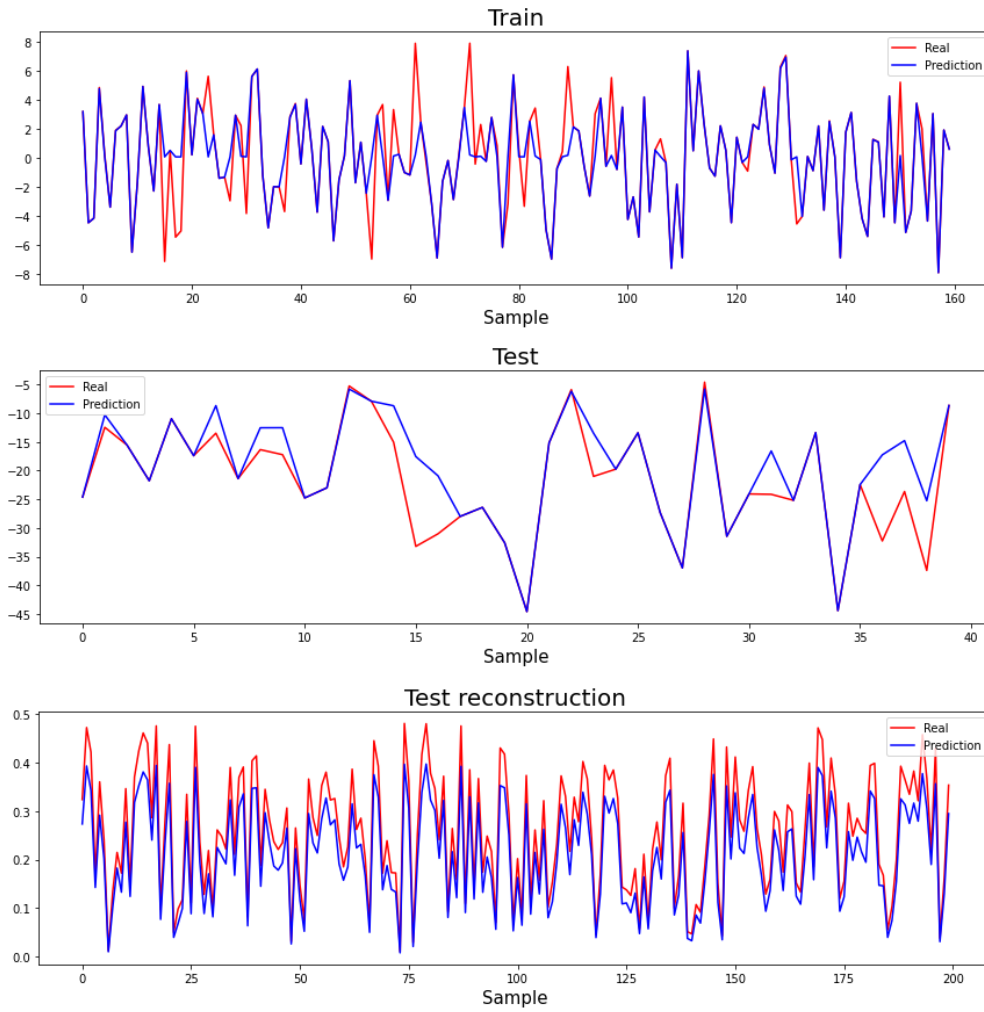 Train
8
6
4
2
0
−2
−4
−6
−8
Real
Prediction
0 20 40 60 80 100 120 140 160
Sample
Test
−5
−10
−15
−20
−25
−30
−35
−40
−45
Real
Prediction
0 5 10 15 20 25 30 35 40
Sample
Test reconstruction
0.5
0.4
0.3
0.2
0.1
0.0
Real
Prediction
0 25 50 75 100 125 150 175 200
Sample